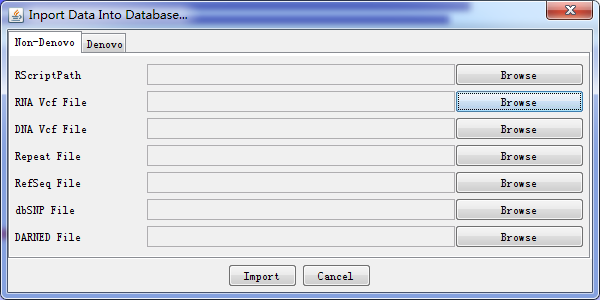 Inport Data Into Database...
Non-Denovo Denovo
RScriptPath Browse
RNA Vcf File Browse
DNA Vcf File Browse
Repeat File Browse
RefSeq File Browse
dbSNP File Browse
DARNED File Browse
Import Cancel